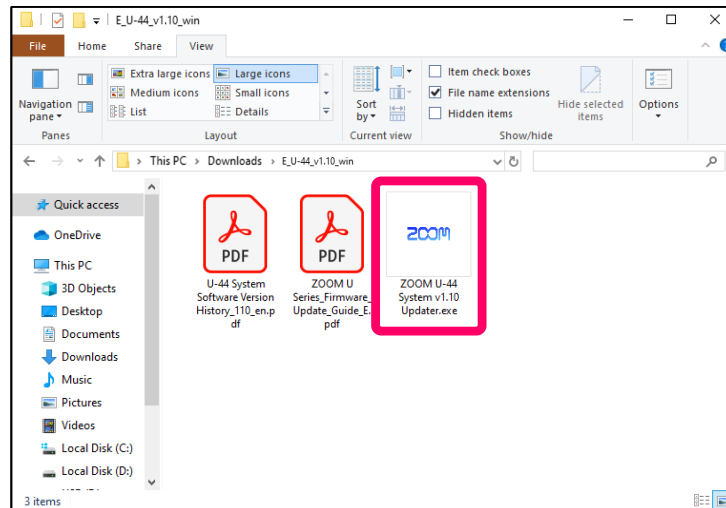 E_U-44_v1.10_win
File Home Share View
Navigation pane
Extra large icons Large icons
Medium icons Small icons
List Details
Sort by
Item check boxes
File name extensions
Hidden items
Hide selected items
Options
Panes Layout Current view Show/hide
This PC > Downloads > E_U-44_v1.10_win
Quick access
OneDrive
This PC
3D Objects
Desktop
Documents
Downloads
Music
Pictures
Videos
Local Disk (C:)
Local Disk (D:)
PDF
U-44 System
Software Version
History_110_en.p
df
PDF
ZOOM U
Series_Firmware_
Update_Guide_E.
pdf
ZOOM
ZOOM U-44
System v1.10
Updater.exe
3 items